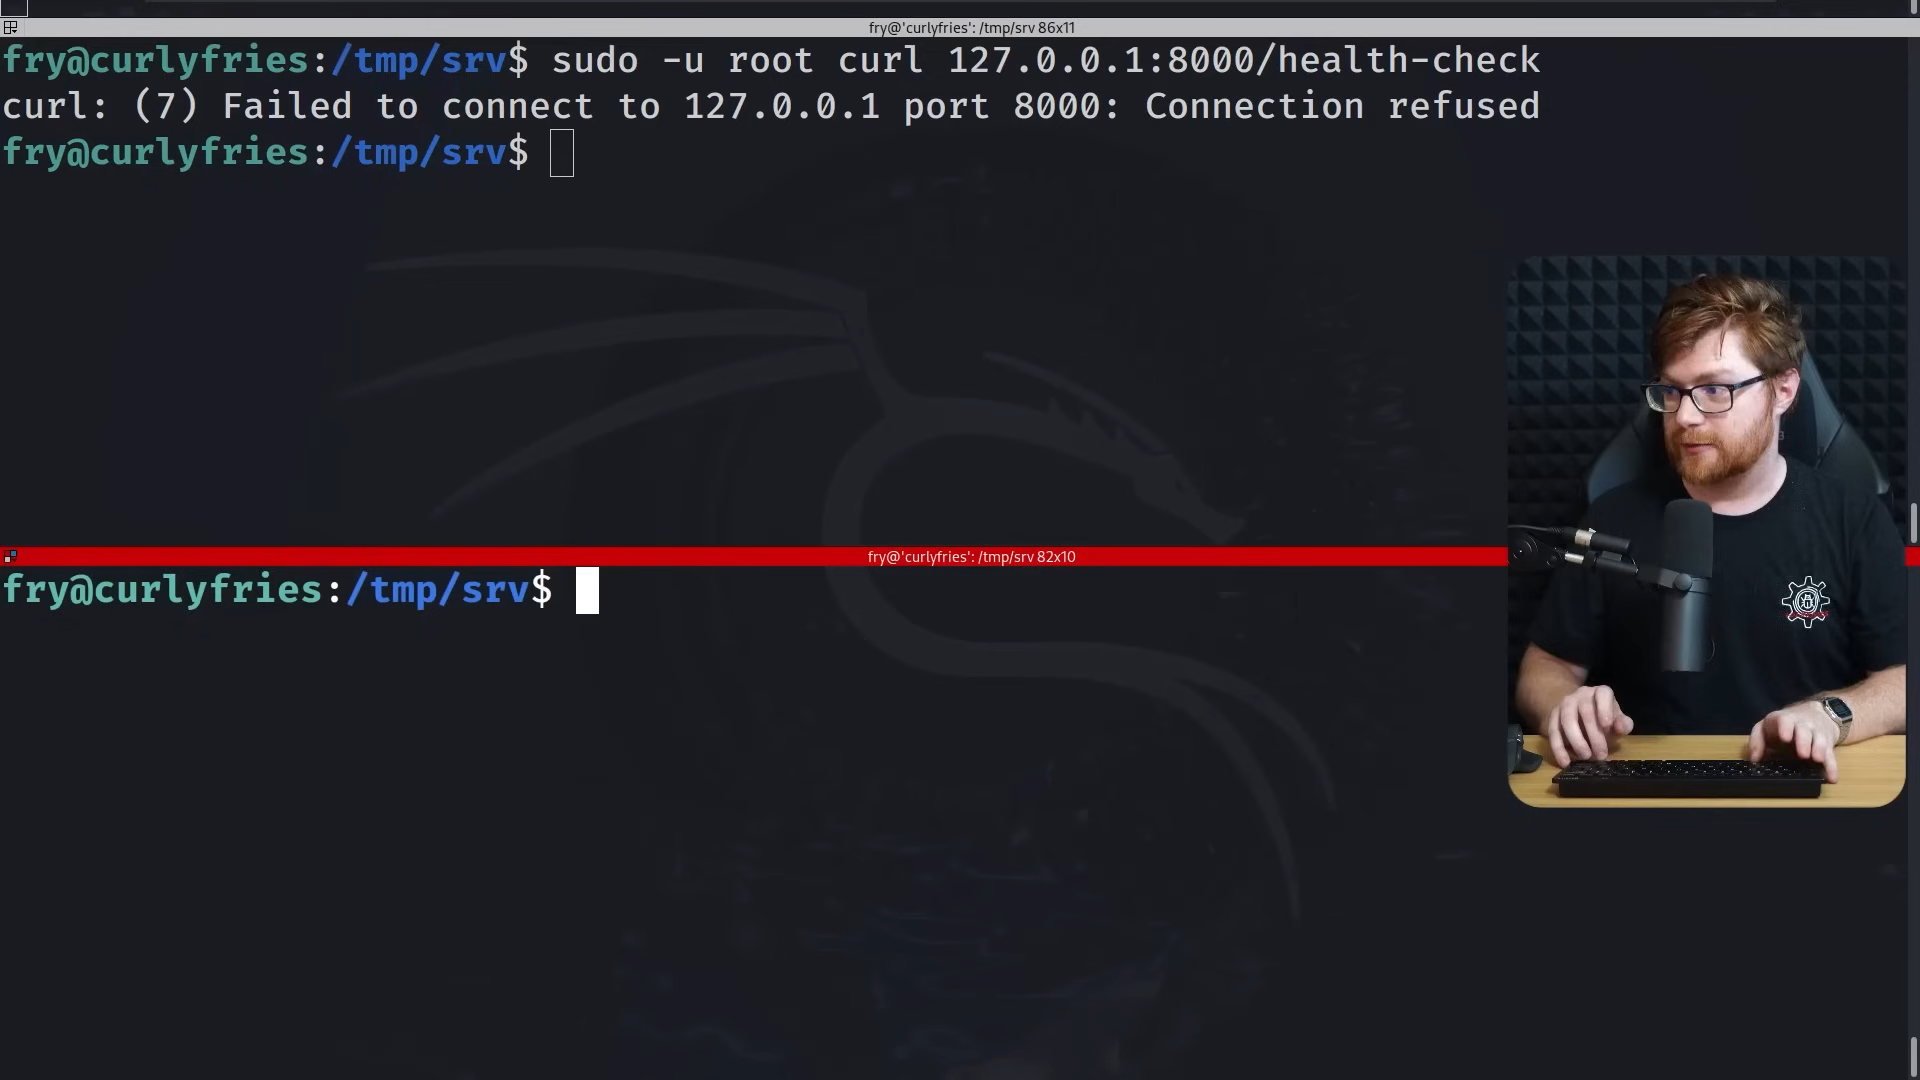 fry@'curlyfries': /tmp/srv 86x11
fry@curlyfries:/tmp/srv$ sudo -u root curl 127.0.0.1:8000/health-check
curl: (7) Failed to connect to 127.0.0.1 port 8000: Connection refused
fry@curlyfries:/tmp/srv$
fry@'curlyfries': /tmp/srv 82x10
fry@curlyfries:/tmp/srv$